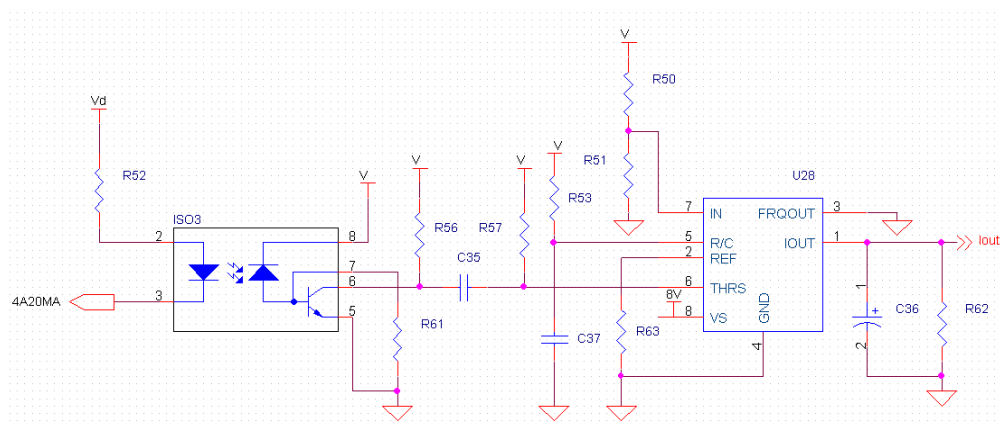 V
R50
Vd
V
V
V
R51
R52
R53
U28
V
ISO3
R56
R57
2
8
7
IN
FRQOUT
3
5
R/C
IOUT
1
Iout
2
REF
7
C35
6
6
THRS
4A20MA
3
5
8V
8
VS
GND
1
+
C36
R62
R61
C37
R63
4
2